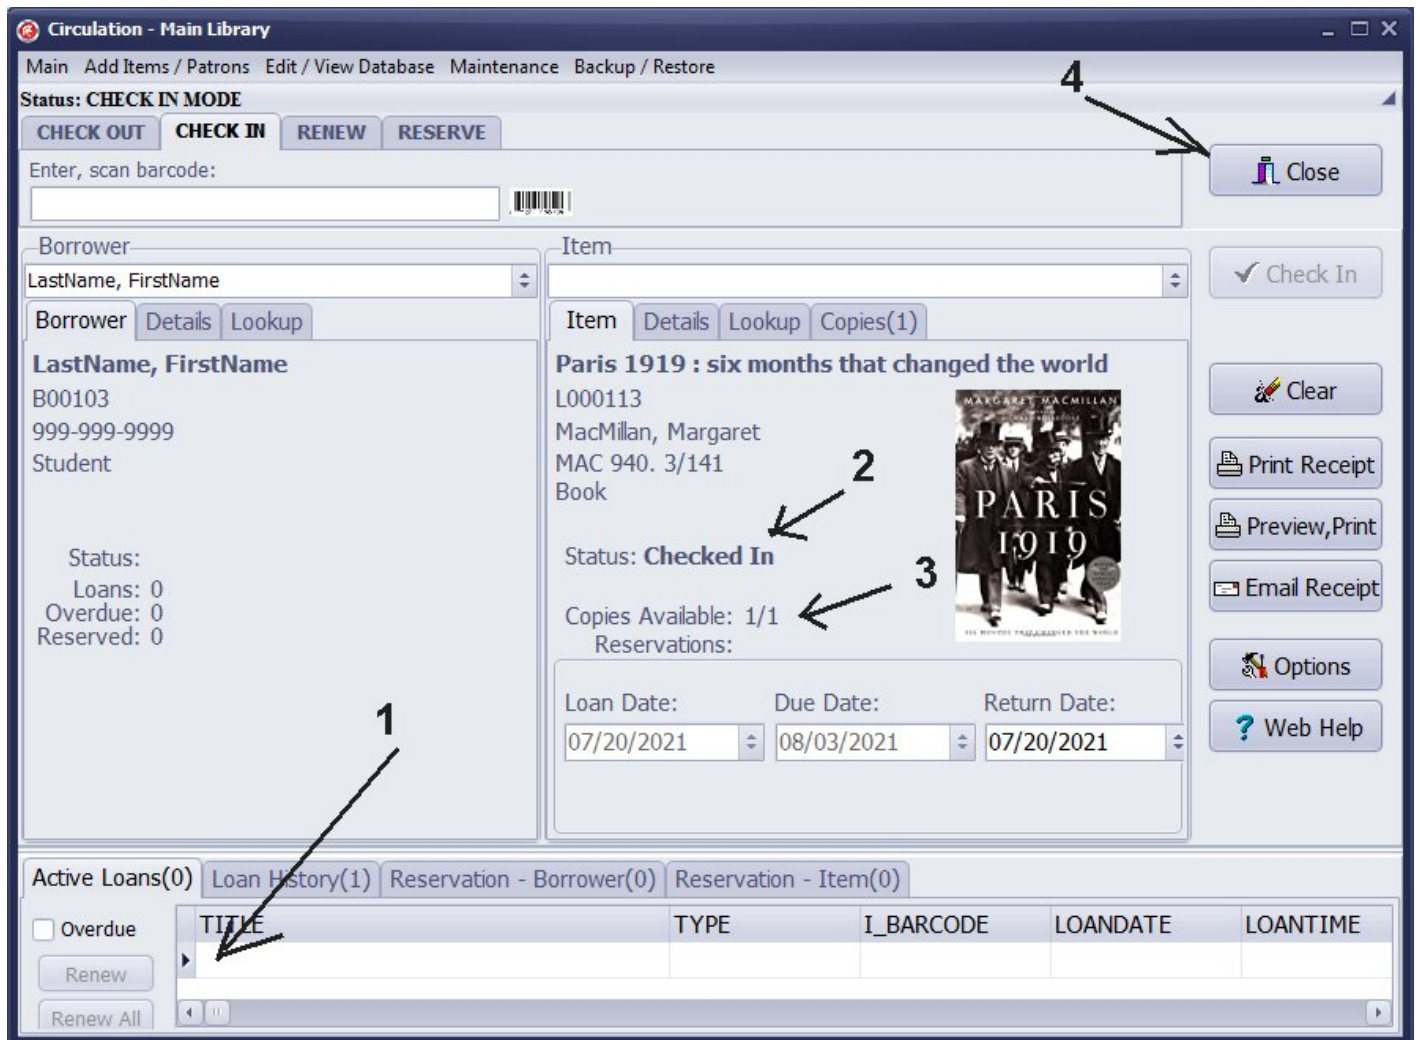 Circulation - Main Library
Main Add Items / Patrons Edit / View Database Maintenance Backup / Restore
4
Status: CHECK IN MODE
CHECK OUT CHECK IN RENEW RESERVE
Enter, scan barcode:
Close
Borrower
Item
LastName, FirstName
Check In
Borrower Details Lookup
Item Details Lookup Copies(1)
LastName, FirstName
B00103
999-999-9999
Student
Status:
Loans: 0
Overdue: 0
Reserved: 0
Paris 1919 : six months that changed the world
L000113
MacMillan, Margaret
MAC 940. 3/141
Book
2
Status: Checked In
3
Copies Available: 1/1
Reservations:
MARGARET MACMILLAN
PARIS
1919
SIX MONTHS THAT CHANGED THE WORLD
Loan Date: Due Date: Return Date:
07/20/2021 08/03/2021 07/20/2021
Clear
Print Receipt
Preview,Print
Email Receipt
Options
Web Help
1
Active Loans(0) Loan History(1) Reservation - Borrower(0) Reservation - Item(0)
Overdue
TITLE TYPE I_BARCODE LOANDATE LOANTIME
Renew
Renew All